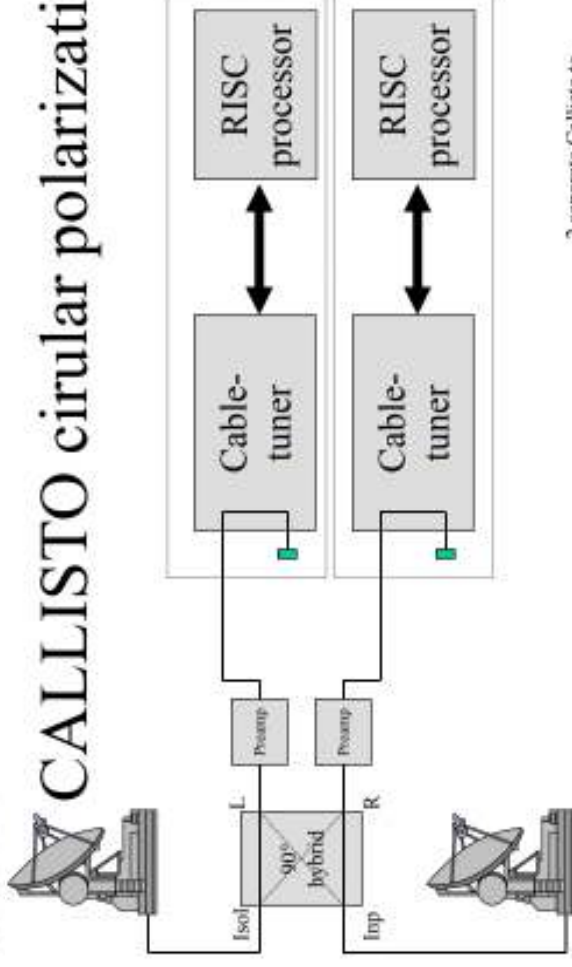 CALLISTO cirular polarizati
Isol
L
90°
hybrid
Inp
R
Preamp
Preamp
Cable-
tuner
RISC
processor
Cable-
tuner
RISC
processor